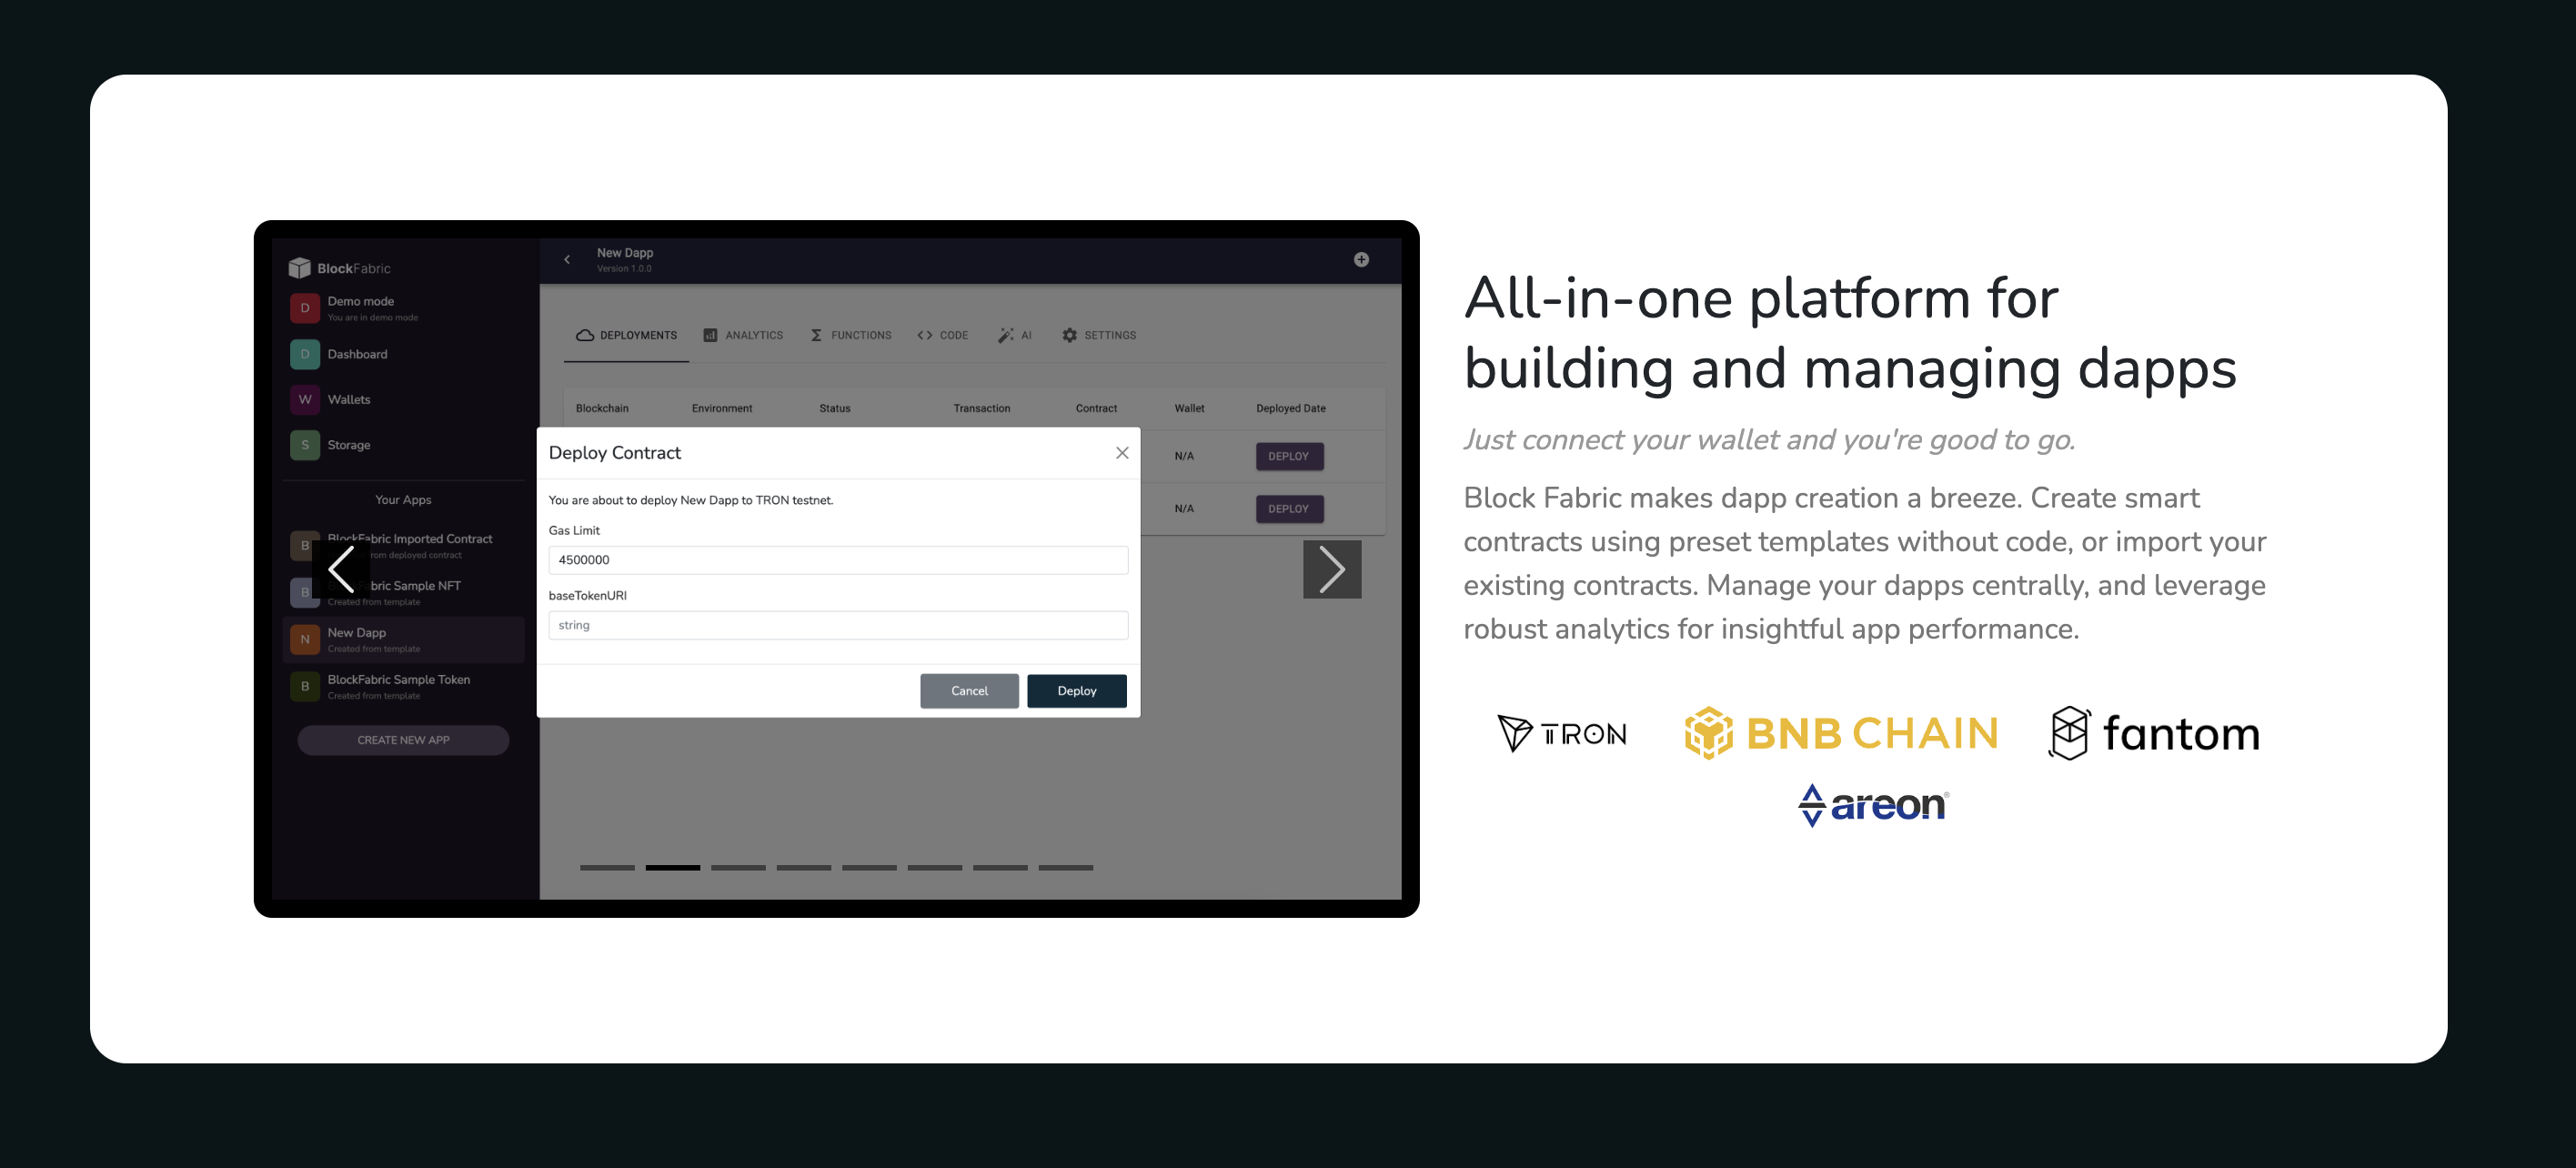 BlockFabric
D
Demo mode
You are in demo mode
D
Dashboard
W
Wallets
S
Storage
Your Apps
B
BlockFabric Imported Contract
from deployed contract
B
BlockFabric Sample NFT
Created from template
N
New Dapp
Created from template
B
BlockFabric Sample Token
Created from template
CREATE NEW APP
New Dapp
Version 1.0.0
DEPLOYMENTS ANALYTICS FUNCTIONS CODE AI SETTINGS
Blockchain Environment Status Transaction Contract Wallet Deployed Date
N/A DEPLOY
N/A DEPLOY
Deploy Contract
You are about to deploy New Dapp to TRON testnet.
Gas Limit
4500000
baseTokenURI
string
Cancel Deploy
All-in-one platform for
building and managing dapps
Just connect your wallet and you're good to go.
Block Fabric makes dapp creation a breeze. Create smart
contracts using preset templates without code, or import your
existing contracts. Manage your dapps centrally, and leverage
robust analytics for insightful app performance.
TRON BNB CHAIN fantom
areon®